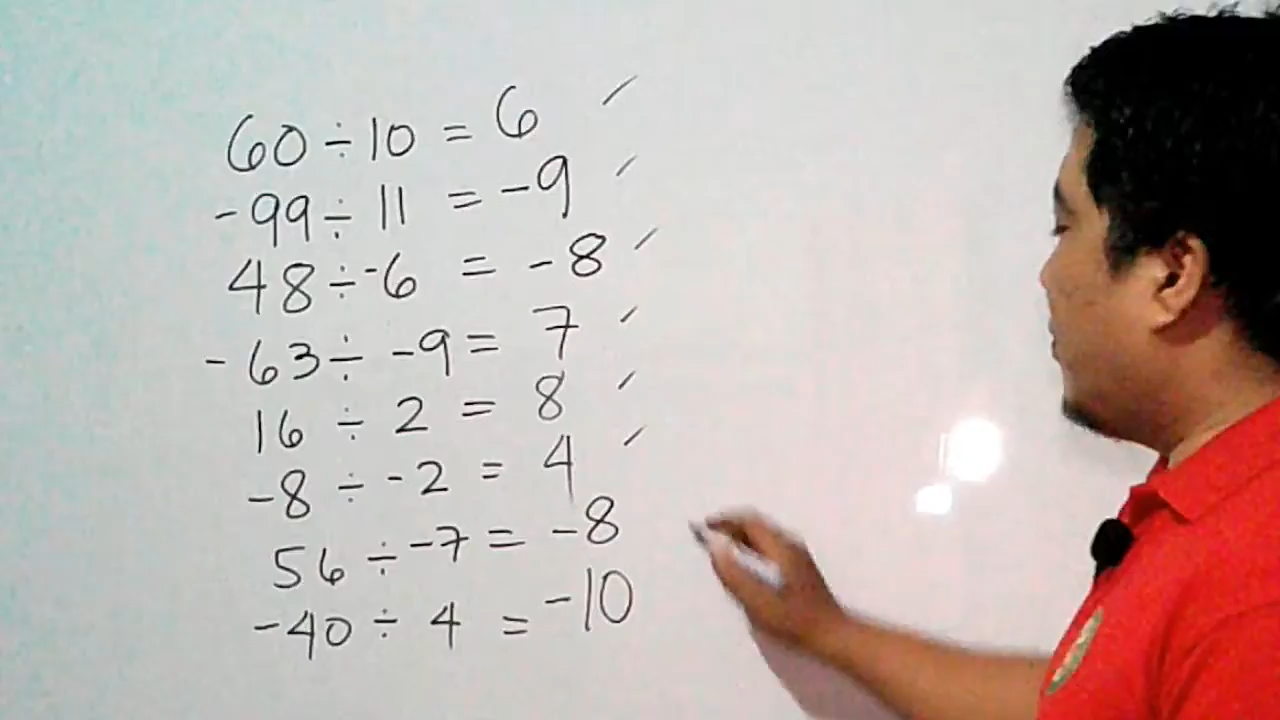 60 ÷ 10 = 6
-99 ÷ 11 = -9
48 ÷ -6 = -8
-63 ÷ -9 = 7
16 ÷ 2 = 8
-8 ÷ -2 = 4
56 ÷ -7 = -8
-40 ÷ 4 = -10